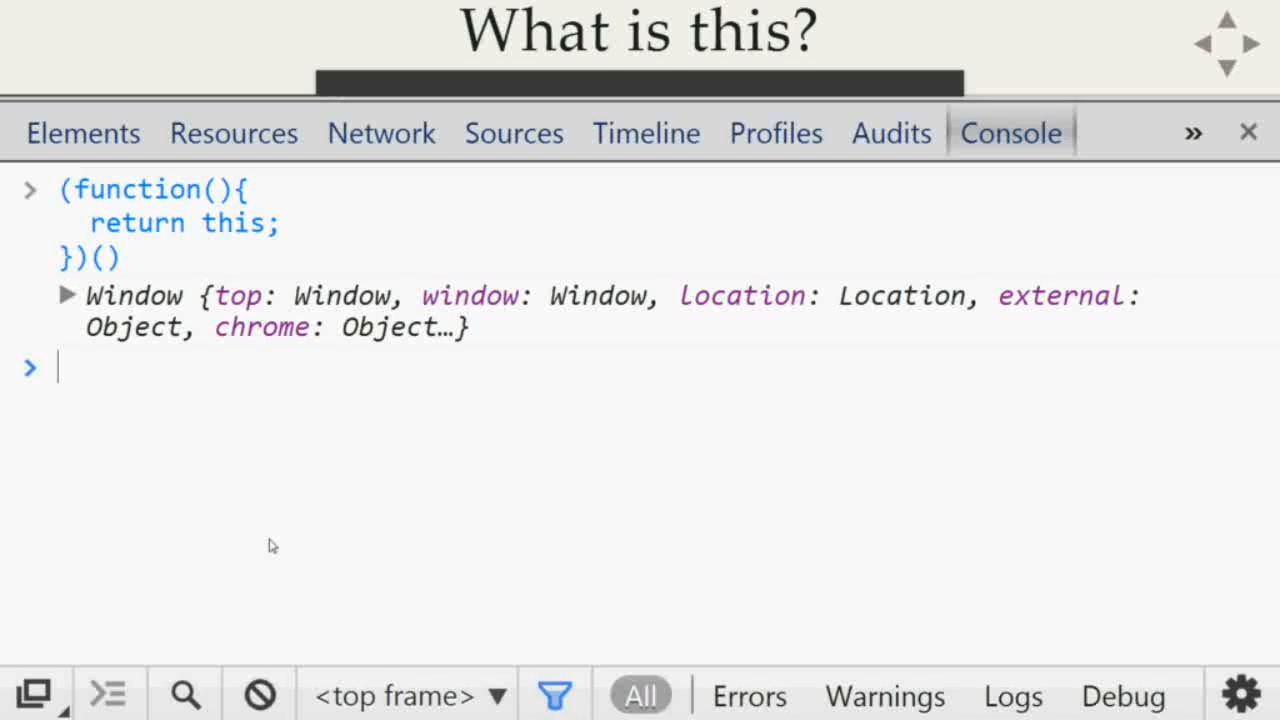 What is this?
Elements Resources Network Sources Timeline Profiles Audits Console » ×
> (function(){
return this;
})()
▶ Window {top: Window, window: Window, location: Location, external:
Object, chrome: Object…}
>
<top frame> ▼ All Errors Warnings Logs Debug